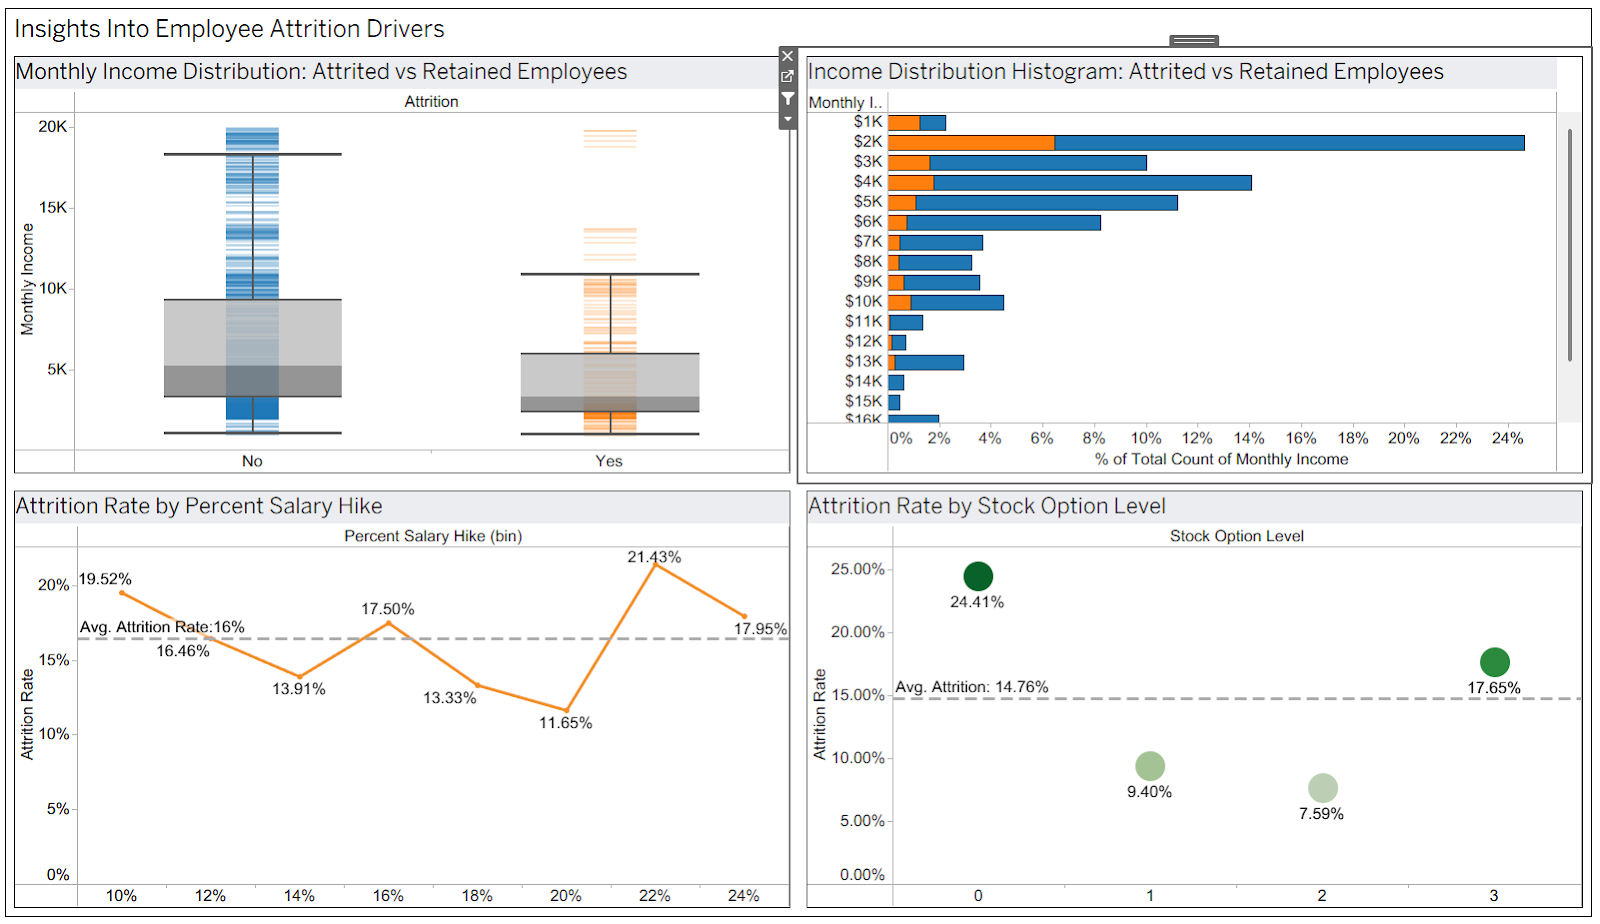 Insights Into Employee Attrition Drivers
Monthly Income Distribution: Attrited vs Retained Employees
Attrition
20K
15K
10K
5K
Monthly Income
No
Yes
Income Distribution Histogram: Attrited vs Retained Employees
Monthly I..
$1K
$2K
$3K
$4K
$5K
$6K
$7K
$8K
$9K
$10K
$11K
$12K
$13K
$14K
$15K
$16K
0% 2% 4% 6% 8% 10% 12% 14% 16% 18% 20% 22% 24%
% of Total Count of Monthly Income
Attrition Rate by Percent Salary Hike
Percent Salary Hike (bin)
20%
15%
10%
5%
0%
Attrition Rate
19.52%
Avg. Attrition Rate:16%
16.46%
13.91%
17.50%
13.33%
11.65%
21.43%
17.95%
10% 12% 14% 16% 18% 20% 22% 24%
Attrition Rate by Stock Option Level
Stock Option Level
25.00%
20.00%
15.00%
10.00%
5.00%
0.00%
Attrition Rate
24.41%
Avg. Attrition: 14.76%
9.40%
7.59%
17.65%
0 1 2 3